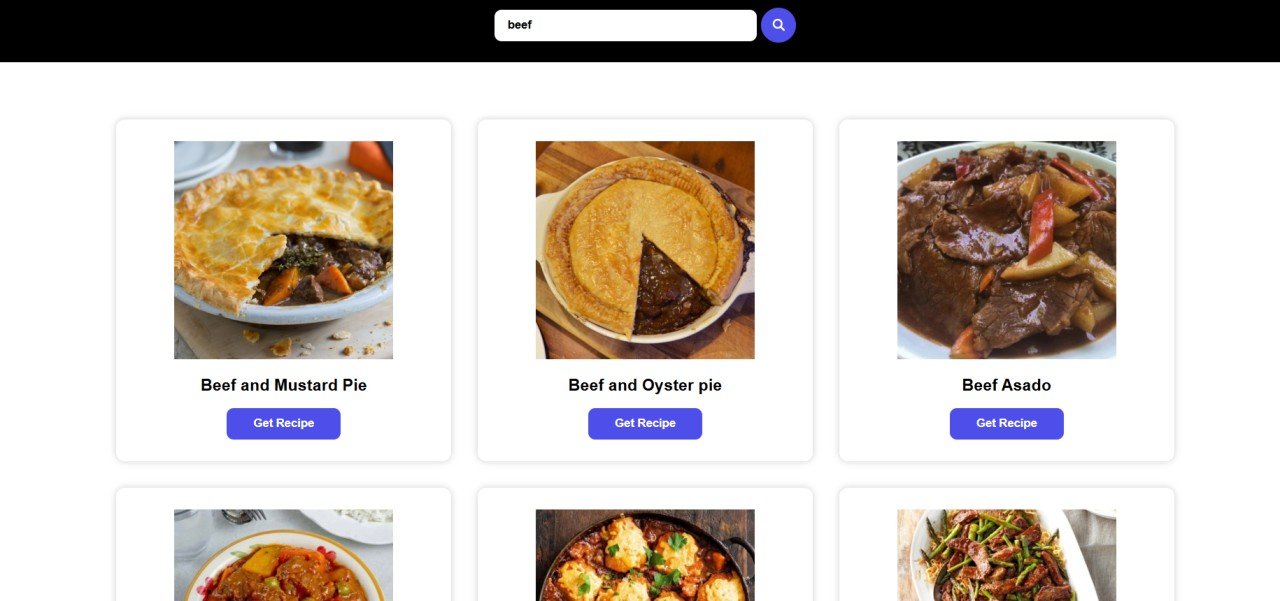 beef
Beef and Mustard Pie
Beef and Oyster pie
Beef Asado
Get Recipe
Get Recipe
Get Recipe